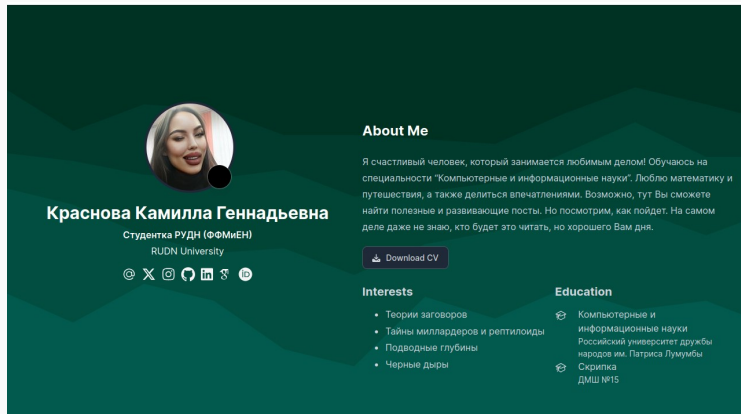 Краснова Камилла Геннадьевна
Студентка РУДН (ФФМиЕН)
RUDN University
About Me
Я счастливый человек, который занимается любимым делом! Обучаюсь на
специальности "Компьютерные и информационные науки". Люблю математику и
путешествия, а также делиться впечатлениями. Возможно, тут Вы сможете
найти полезные и развивающие посты. Но посмотрим, как пойдет. На самом
деле даже не знаю, кто будет это читать, но хорошего Вам дня.
Download CV
Interests
Теории заговоров
Тайны миллардеров и рептилоиды
Подводные глубины
Черные дыры
Education
Компьютерные и
информационные науки
Российский университет дружбы
народов им. Патриса Лумумбы
Скрипка
ДМШ №15